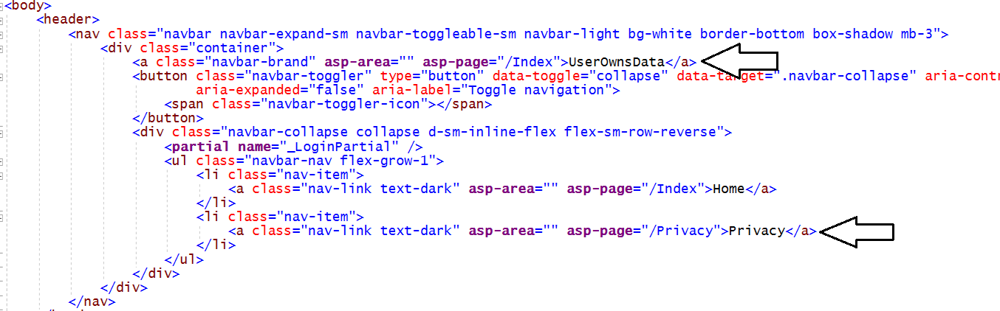 <body>
<header>
<nav class="navbar navbar-expand-sm navbar-toggleable-sm navbar-light bg-white border-bottom box-shadow mb-3">
<div class="container">
<a class="navbar-brand" asp-area="" asp-page="/Index">UserOwnsData</a>
<button class="navbar-toggler" type="button" data-toggle="collapse" data-target=".navbar-collapse" aria-contr
aria-expanded="false" aria-label="Toggle navigation">
<span class="navbar-toggler-icon"></span>
</button>
<div class="navbar-collapse collapse d-sm-inline-flex flex-sm-row-reverse">
<partial name="_LoginPartial" />
<ul class="navbar-nav flex-grow-1">
<li class="nav-item">
<a class="nav-link text-dark" asp-area="" asp-page="/Index">Home</a>
</li>
<li class="nav-item">
<a class="nav-link text-dark" asp-area="" asp-page="/Privacy">Privacy</a>
</li>
</ul>
</div>
</div>
</nav>